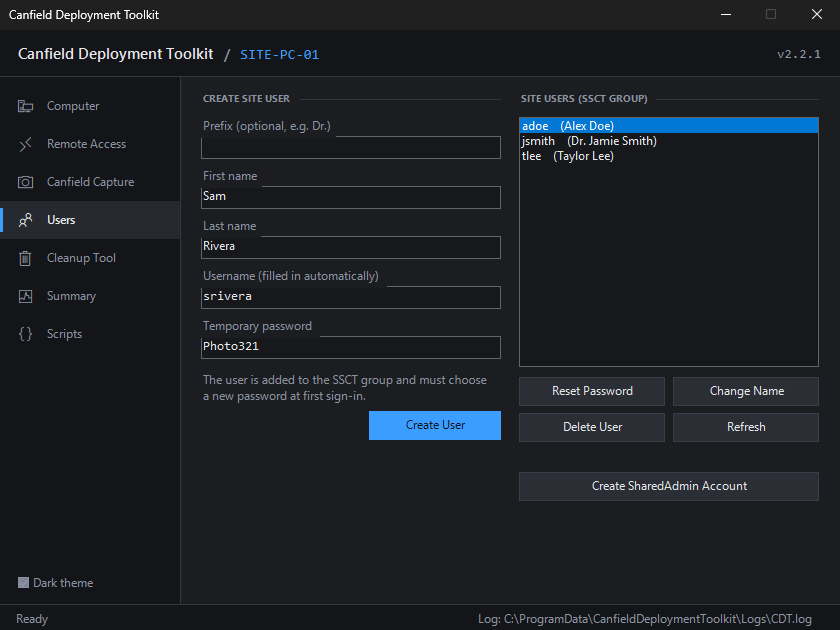 Canfield Deployment Toolkit
Canfield Deployment Toolkit / SITE-PC-01
v2.2.1
Computer
Remote Access
Canfield Capture
Users
Cleanup Tool
Summary
Scripts
Dark theme
CREATE SITE USER
Prefix (optional, e.g. Dr.)
First name
Sam
Last name
Rivera
Username (filled in automatically)
srivera
Temporary password
Photo321
The user is added to the SSCT group and must choose
a new password at first sign-in.
Create User
SITE USERS (SSCT GROUP)
adoe (Alex Doe)
jsmith (Dr. Jamie Smith)
tlee (Taylor Lee)
Reset Password
Change Name
Delete User
Refresh
Create SharedAdmin Account
Ready
Log: C:\ProgramData\CanfieldDeploymentToolkit\Logs\CDT.log